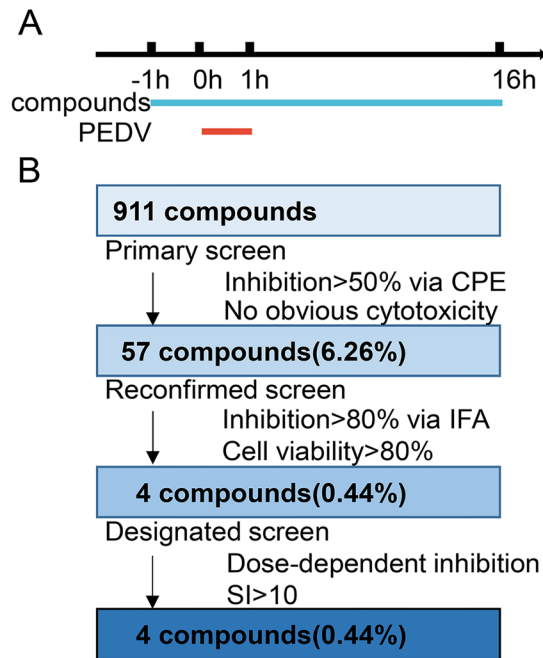 A
-1h 0h 1h 16h
compounds
PEDV
B
911 compounds
Primary screen
Inhibition>50% via CPE
No obvious cytotoxicity
57 compounds(6.26%)
Reconfirmed screen
Inhibition>80% via IFA
Cell viability>80%
4 compounds(0.44%)
Designated screen
Dose-dependent inhibition
SI>10
4 compounds(0.44%)